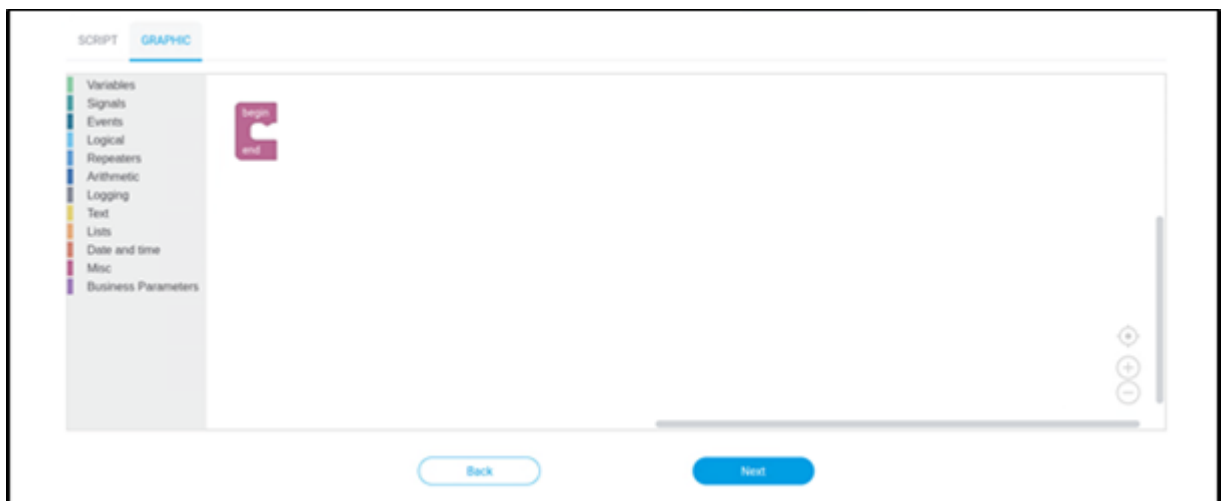 SCRIPT GRAPHIC
Variables
Signals
Events
Logical
Repeaters
Arithmetic
Logging
Text
Lists
Date and time
Misc
Business Parameters
begin
end
Back Next